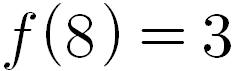 f(8) = 3